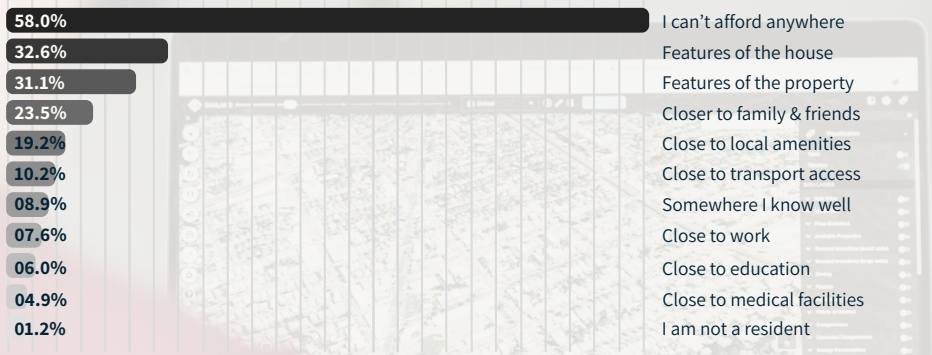 58.0% I can’t afford anywhere
32.6% Features of the house
31.1% Features of the property
23.5% Closer to family & friends
19.2% Close to local amenities
10.2% Close to transport access
08.9% Somewhere I know well
07.6% Close to work
06.0% Close to education
04.9% Close to medical facilities
01.2% I am not a resident